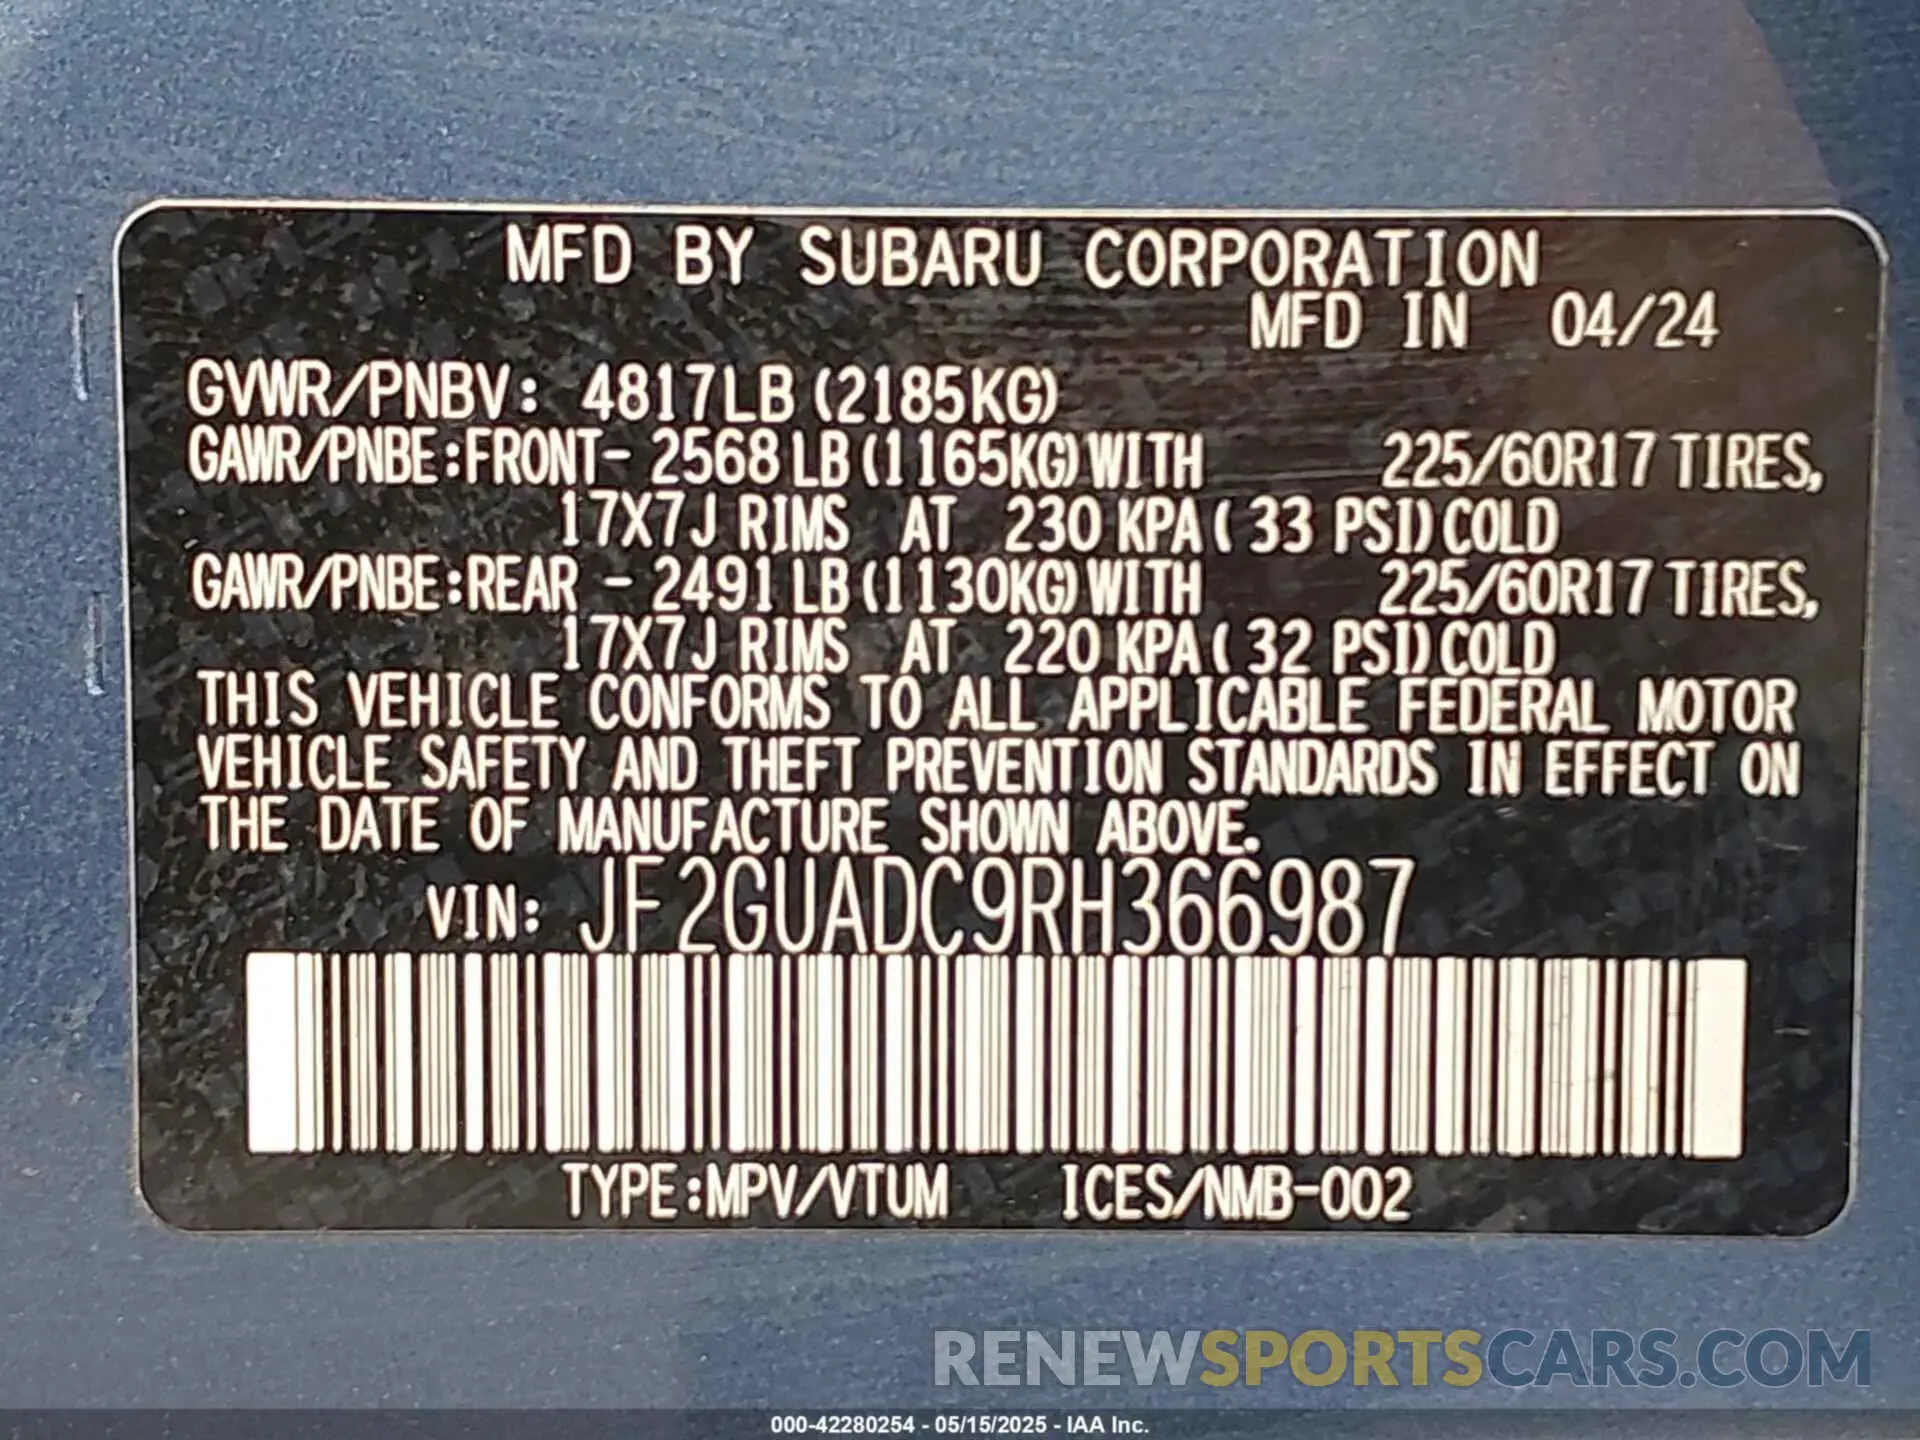 MFD BY SUBARU CORPORATION
MFD IN 04/24
GVWR/PNBV: 4817LB (2185KG)
GAWR/PNBE:FRONT- 2568 LB (1165KG) WITH 225/60R17 TIRES,
17X7J RIMS AT 230 KPA ( 33 PSI) COLD
GAWR/PNBE:REAR - 2491 LB (1130KG) WITH 225/60R17 TIRES,
17X7J RIMS AT 220 KPA ( 32 PSI) COLD
THIS VEHICLE CONFORMS TO ALL APPLICABLE FEDERAL MOTOR
VEHICLE SAFETY AND THEFT PREVENTION STANDARDS IN EFFECT ON
THE DATE OF MANUFACTURE SHOWN ABOVE.
VIN: JF2GUADC9RH366987
TYPE:MPV/VTUM ICES/NMB-002
RENEWSPORTSCARS.COM
000-42280254 - 05/15/2025 - IAA Inc.